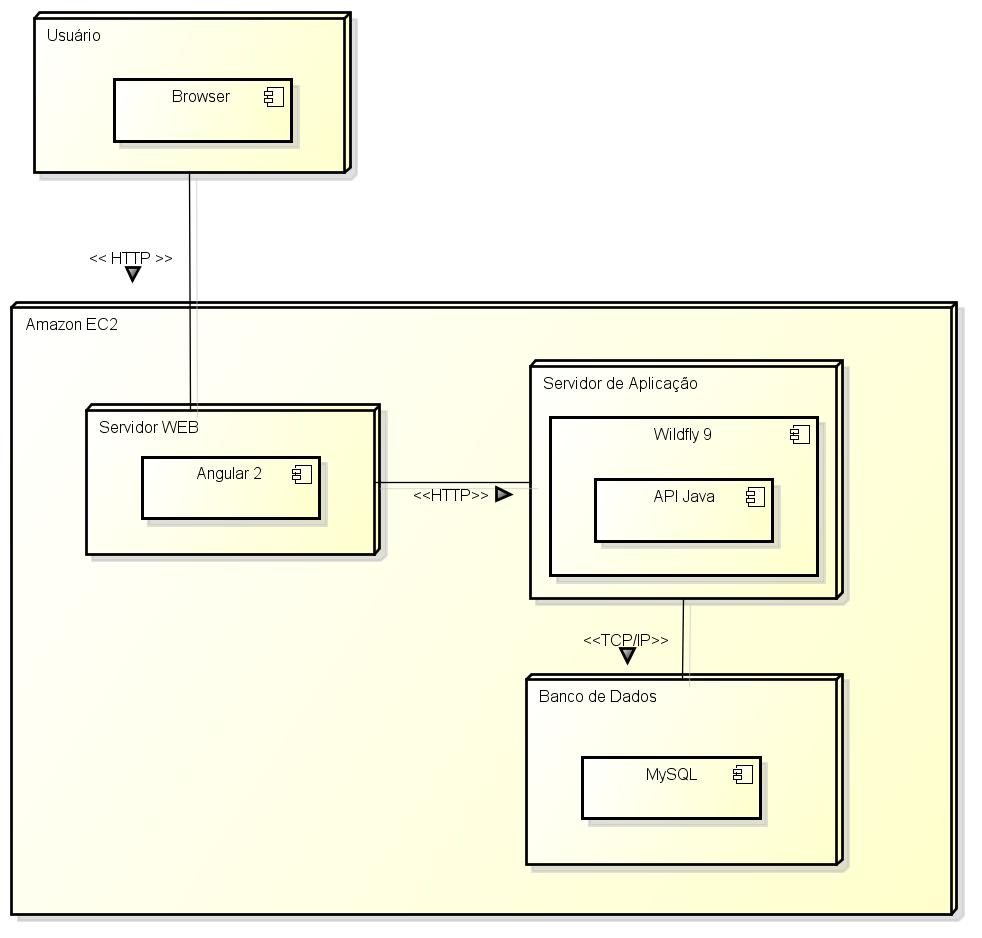 Usuário
Browser
<< HTTP >>
Amazon EC2
Servidor WEB
Angular 2
<<HTTP>>
Servidor de Aplicação
Wildfly 9
API Java
<<TCP/IP>>
Banco de Dados
MySQL